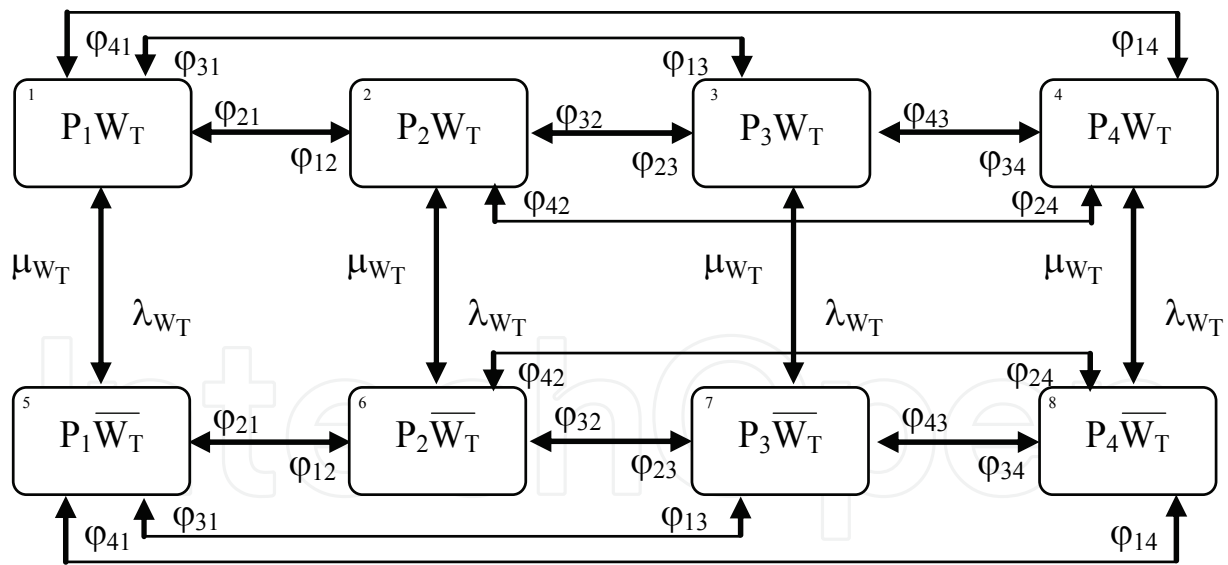 φ41 φ14
φ31 φ13
1 2 3 4
P1WT φ21 P2WT φ32 P3WT φ43 P4WT
φ12 φ23 φ34
φ42 φ24
μWT μWT μWT μWT
λWT λWT λWT λWT
InTechOpen
φ42 φ24
5 6 7 8
P1W̅T̅ φ21 P2W̅T̅ φ32 P3W̅T̅ φ43 P4W̅T̅
φ12 φ23 φ34
φ31 φ13
φ41 φ14